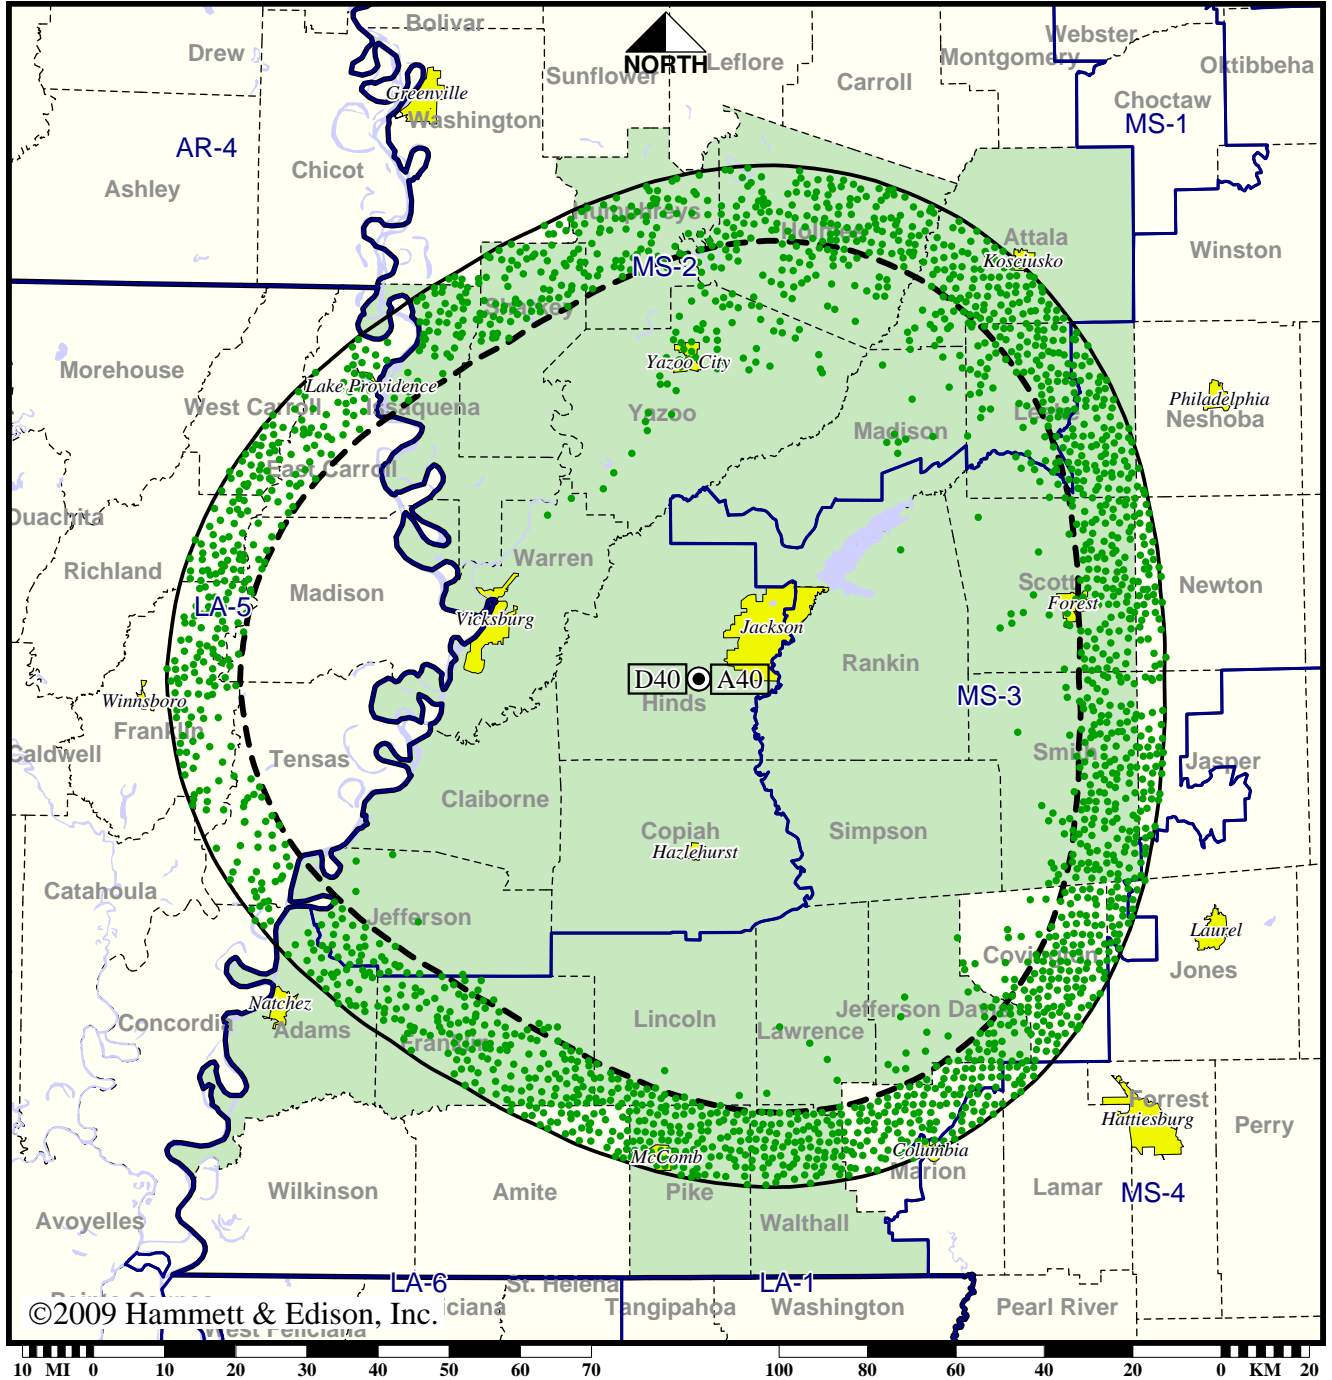 Bolivar
Webster
Drew
Sunflower
Leflore
Montgomery
Oktibbeha
NORTH
Carroll
Greenville
Choctaw
Washington
MS-1
AR-4
Chicot
Ashley
Humphreys
Holmes
Attala
Winston
Kosciusko
MS-2
Sharkey
Yazoo City
Morehouse
Lake Providence
Philadelphia
West Carroll
Issaquena
Yazoo
Leake
Neshoba
Madison
East Carroll
Ouachita
Warren
Richland
Madison
Scott
Newton
LA-5
Forest
Vicksburg
Jackson
Rankin
D40
A40
MS-3
Winnsboro
Hinds
Franklin
Caldwell
Tensas
Smith
Jasper
Claiborne
Copiah
Simpson
Hazlehurst
Catahoula
Jefferson
Laurel
Covington
Jones
Natchez
Concordia
Adams
Lincoln
Jefferson Davis
Lawrence
Franklin
Forrest
Hattiesburg
Perry
McComb
Columbia
Marion
Wilkinson
Amite
Pike
Lamar
MS-4
Avoyelles
Walthall
LA-6
St. Helena
LA-1
Tangipahoa
Washington
Pearl River
©2009 Hammett & Edison, Inc.
West Feliciana
10 MI 0 10 20 30 40 50 60 70
100 80 60 40 20 0 KM 20